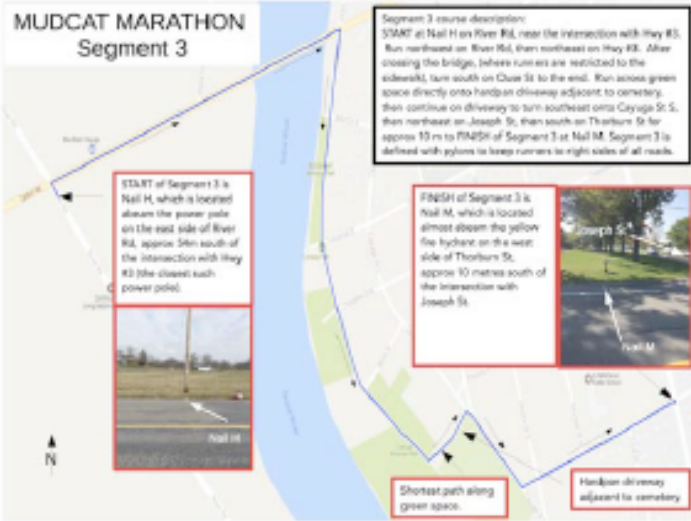 MUDCAT MARATHON
Segment 3
Segment 3 course description:
START at Nail H on River Rd, near the intersection with Hwy #3.
Run northwest on River Rd, then northeast on Hwy #3. After
crossing the bridge, (where runners are restricted to the
sidewalk), turn south on Ouse St to the end. Run across green
space directly onto hardpan driveway adjacent to cemetery,
then continue on driveway to turn southeast onto Cayuga St S,
then northeast on Joseph St, then south on Thorburn St for
approx 10 m to FINISH of Segment 3 at Nail M. Segment 3 is
defined with pylons to keep runners to right sides of all roads.
START of Segment 3 is
Nail H, which is located
abeam the power pole
on the east side of River
Rd, approx 54m south of
the intersection with Hwy
#3 (the closest such
power pole).
Nail H
FINISH of Segment 3 is
Nail M, which is located
almost abeam the yellow
fire hydrant on the west
side of Thorburn St,
approx 10 metres south of
the intersection with
Joseph St.
Joseph St
Nail M
N
Shortest path along
green space.
Hardpan driveway
adjacent to cemetery.